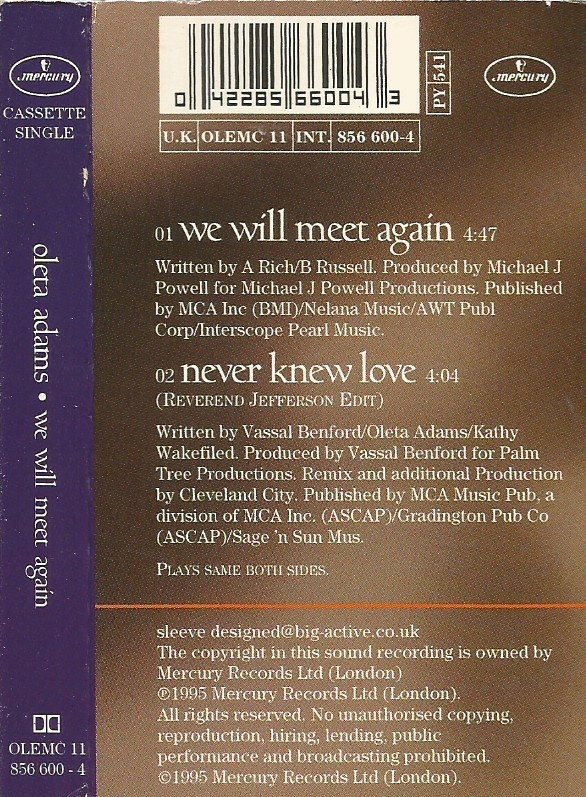 mercury
CASSETTE
SINGLE
oleta adams • we will meet again
OLEMC 11
856 600 - 4
0 42285 66004 3
PY 541
mercury
U.K. OLEMC 11 INT. 856 600-4
01 we will meet again 4:47
Written by A Rich/B Russell. Produced by Michael J
Powell for Michael J Powell Productions. Published
by MCA Inc (BMI)/Nelana Music/AWT Publ
Corp/Interscope Pearl Music.
02 never knew love 4:04
(REVEREND JEFFERSON EDIT)
Written by Vassal Benford/Oleta Adams/Kathy
Wakefiled. Produced by Vassal Benford for Palm
Tree Productions. Remix and additional Production
by Cleveland City. Published by MCA Music Pub, a
division of MCA Inc. (ASCAP)/Gradington Pub Co
(ASCAP)/Sage 'n Sun Mus.
PLAYS SAME BOTH SIDES.
sleeve designed@big-active.co.uk
The copyright in this sound recording is owned by
Mercury Records Ltd (London)
℗1995 Mercury Records Ltd (London).
All rights reserved. No unauthorised copying,
reproduction, hiring, lending, public
performance and broadcasting prohibited.
©1995 Mercury Records Ltd (London).